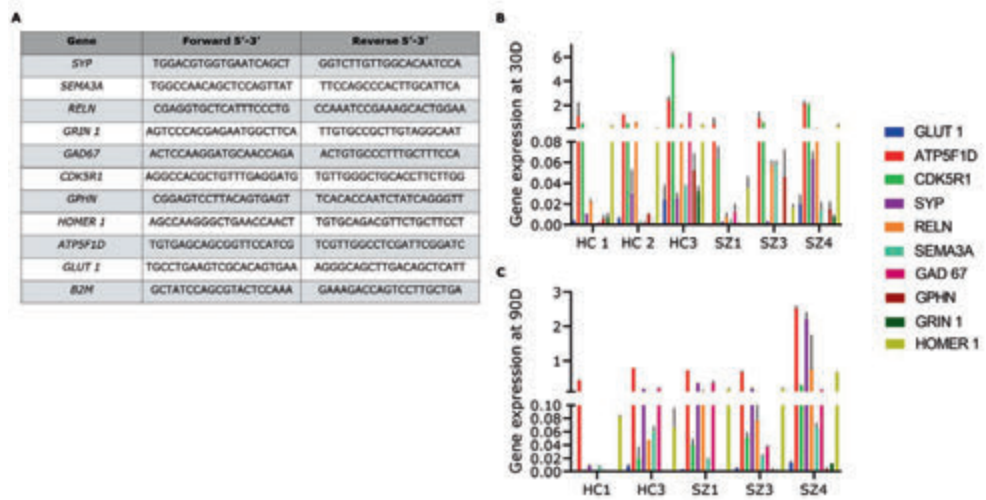 A
Gene Forward 5'-3' Reverse 5'-3'
SYP TGGACGTGGTGAATCAGCT GGTCTTGTTGGCACAATCCA
SEMA3A TGGCCAACAGCTCCAGTTAT TTCCAGCCCACTTGCATTCA
RELN CGAGGTGCTCATTTCCCTG CCAAATCCGAAAGCACTGGAA
GRIN 1 AGTCCCACGAGAATGGCTTCA TTGTGCCGCTTGTAGGCAAT
GAD67 ACTCCAAGGATGCAACCAGA ACTGTGCCCTTTGCTTTCCA
CDK5R1 AGGCCACGCTGTTTGAGGATG TGTTGGGCTGCACCTTCTTGG
GPHN CGGAGTCCTTACAGTGAGT TCACACCAATCTATCAGGGTT
HOMER 1 AGCCAAGGGCTGAACCAACT TGTGCAGACGTTCTGCTTCCT
ATP5F1D TGTGAGCAGCGGTTCCATCG TCGTTGGCCTCGATTCGGATC
GLUT 1 TGCCTGAAGTCGCACAGTGAA AGGGCAGCTTGACAGCTCATT
B2M GCTATCCAGCGTACTCCAAA GAAAGACCAGTCCTTGCTGA
B
Gene expression at 30D
6
4
2
0.08
0.06
0.04
0.02
0.00
HC 1 HC 2 HC3 SZ1 SZ3 SZ4
C
Gene expression at 90D
3
2
1
0.10
0.08
0.06
0.04
0.02
0.00
HC1 HC3 SZ1 SZ3 SZ4
GLUT 1
ATP5F1D
CDK5R1
SYP
RELN
SEMA3A
GAD 67
GPHN
GRIN 1
HOMER 1